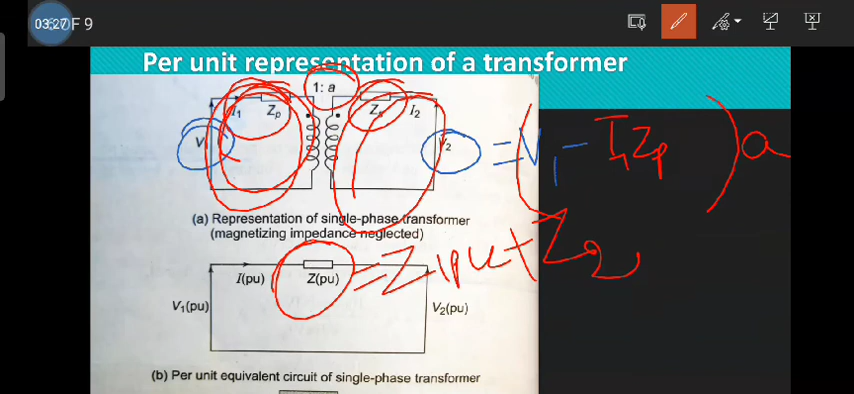 03:27 OF 9
Per unit representation of a transformer
1: a
I1 Zp Zs I2
V 2 = (V1 - I1Zp) a
(a) Representation of single-phase transformer
(magnetizing impedance neglected)
I(pu) Z(pu) = Z1pu + Z2
V1(pu) V2(pu)
(b) Per unit equivalent circuit of single-phase transformer